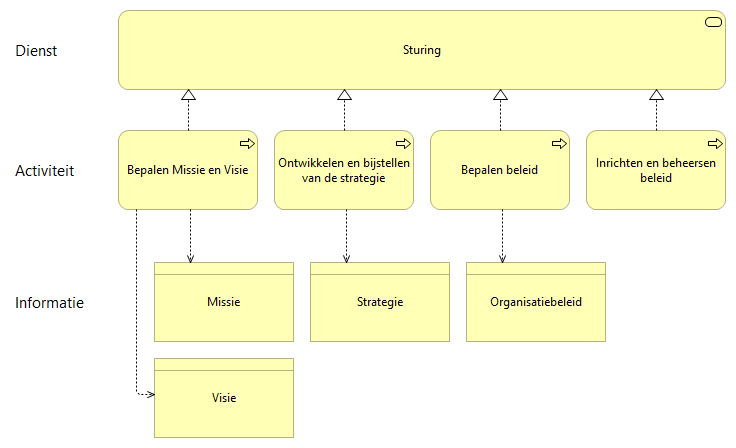 Dienst
Sturing
Activiteit
Bepalen Missie en Visie
Ontwikkelen en bijstellen
van de strategie
Bepalen beleid
Inrichten en beheersen
beleid
Informatie
Missie
Strategie
Organisatiebeleid
Visie